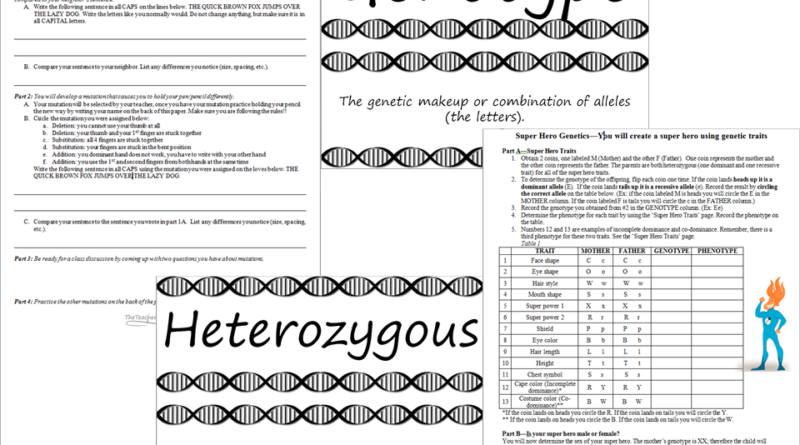 A. Write the following sentence in all CAPS on the lines below. THE QUICK BROWN FOX JUMPS OVER
THE LAZY DOG. Write the letters like you normally would. Do not change anything, but make sure it is in
all CAPITAL letters.
B. Compare your sentence to your neighbor. List any differences you notice (size, spacing, etc.).
Part 2: You will develop a mutation that causes you to hold your pen/pencil differently.
A. Your mutation will be selected by your teacher, once you have your mutation practice holding your pencil
the new way by writing your name on the back of this paper. Make sure you are following the rules!!
B. Circle the mutation you were assigned below:
a. Deletion: you cannot use your thumb at all
b. Deletion: your thumb and your 1st finger are stuck together
c. Substitution: all 4 fingers are stuck together
d. Substitution: your fingers are stuck in the bent position
e. Addition: you dominant hand does not work, you have to write with your other hand
f. Addition: you use the 1st and second fingers from both hands at the same time
Write the following sentence in all CAPS using the mutation you were assigned on the loves below. THE
QUICK BROWN FOX JUMPS OVER THE LAZY DOG.
C. Compare your sentence to the sentence you wrote in part 1A. List any differences you notice (size, spacing,
etc.).
Part 3: Be ready for a class discussion by coming up with two questions you have about mutations.
Part 4: Practice the other mutations on the back of the
The genetic makeup or combination of alleles
(the letters).
Heterozygous
Super Hero Genetics—You will create a super hero using genetic traits
Part A—Super Hero Traits
1. Obtain 2 coins, one labeled M (Mother) and the other F (Father). One coin represents the mother and
the other coin represents the father. The parents are both heterozygous (one dominant and one recessive
trait) for all of the super hero traits.
2. To determine the genotype of the offspring, flip each coin one time. If the coin lands heads up it is a
dominant allele (E). If the coin lands tails up it is a recessive allele (e). Record the result by circling
the correct allele on the table below. (Ex: if the coin labeled M is heads you will circle the E in the
MOTHER column. If the coin labeled F is tails you will circle the e in the FATHER column.)
3. Record the genotype you obtained from #2 in the GENOTYPE column. (Ex: Ee)
4. Determine the phenotype for each trait by using the 'Super Hero Traits' page. Record the phenotype on
the table.
5. Numbers 12 and 13 are examples of incomplete dominance and co-dominance. Remember, there is a
third phenotype for these two traits. See the 'Super Hero Traits' page.
Table 1
TRAIT MOTHER FATHER GENOTYPE PHENOTYPE
1 Face shape C c C c
2 Eye shape O o O o
3 Hair style W w W w
4 Mouth shape S s S s
5 Super power 1 X x X x
6 Super power 2 R r R r
7 Shield P p P p
8 Eye color B b B b
9 Hair length L l L l
10 Height T t T t
11 Chest symbol S s S s
12 Cape color (Incomplete dominance)* R Y R Y
13 Costume color (Co-dominance)** B W B W
*If the coin lands on heads you circle the R. If the coin lands on tails you will circle the Y.
** If the coin lands on heads you will circle the B. If the coin lands on tails you will circle the W.
Part B—Is your super hero male or female?
You will now determine the sex of your super hero. The mother's genotype is XX; therefore the child will